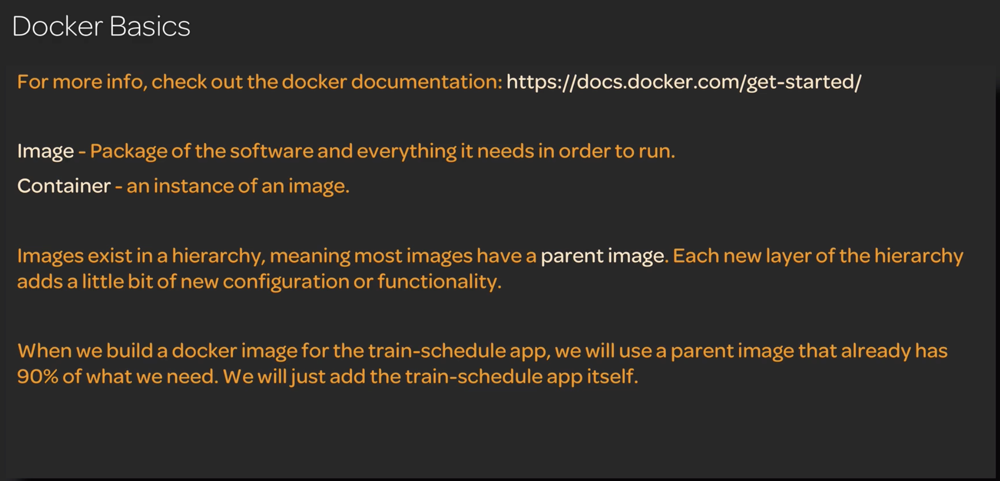 Docker Basics
For more info, check out the docker documentation: https://docs.docker.com/get-started/
Image - Package of the software and everything it needs in order to run.
Container - an instance of an image.
Images exist in a hierarchy, meaning most images have a parent image. Each new layer of the hierarchy
adds a little bit of new configuration or functionality.
When we build a docker image for the train-schedule app, we will use a parent image that already has
90% of what we need. We will just add the train-schedule app itself.